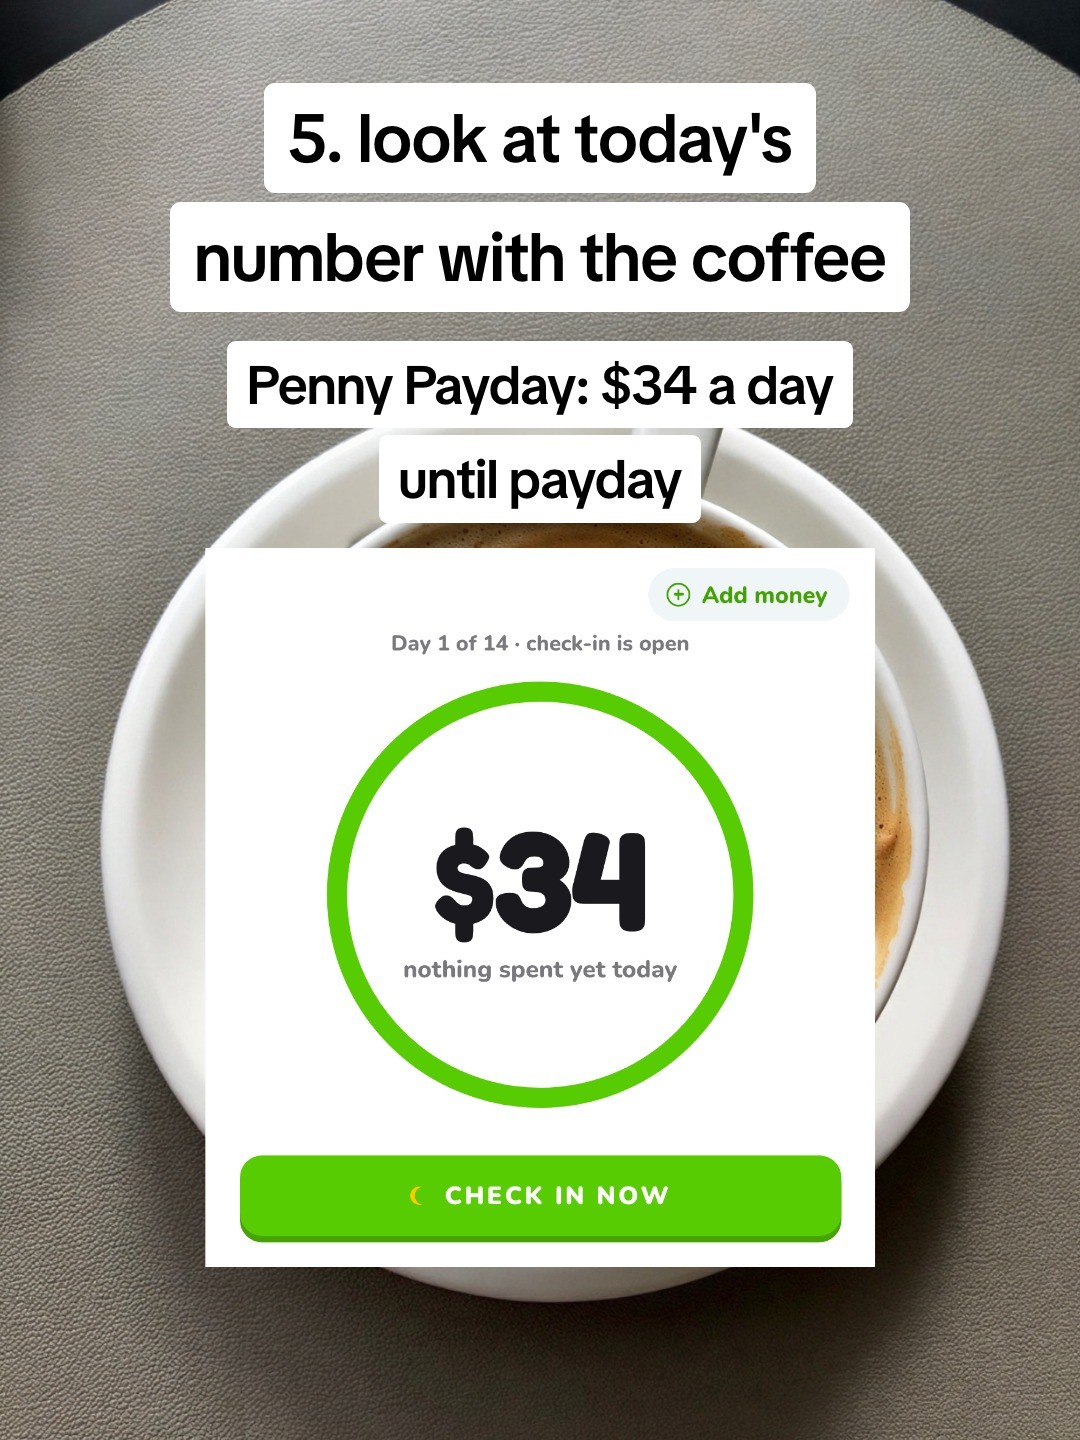 5. look at today's
number with the coffee
Penny Payday: $34 a day
until payday
Add money
Day 1 of 14 · check-in is open
$34
nothing spent yet today
CHECK IN NOW